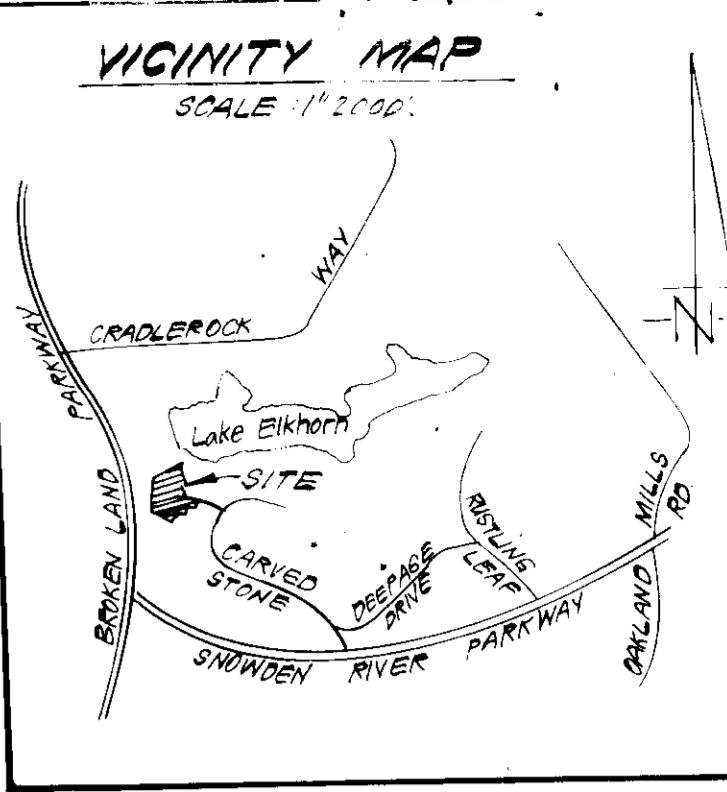 VICINITY MAP
SCALE : 1" 2000'
CRADLEROCK WAY
BROKEN LAND PARKWAY
Lake Elkhorn
SITE
CARVED
STONE
DEEPAGE
DRIVE
RUSTLING
LEAF
SNOWDEN RIVER PARKWAY
OAKLAND MILLS
RD.
N